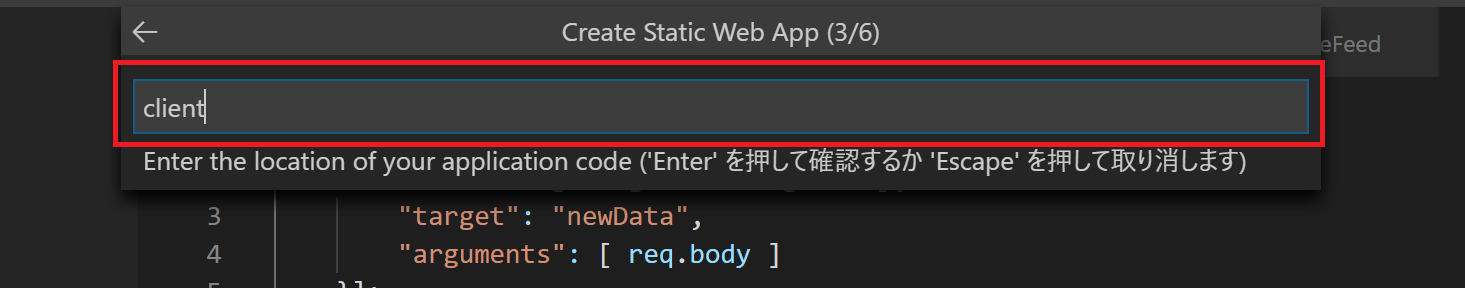 Create Static Web App (3/6)
eFeed
client
Enter the location of your application code ('Enter' を押して確認するか 'Escape' を押して取り消します)
3 "target": "newData",
4 "arguments": [ req.body ]